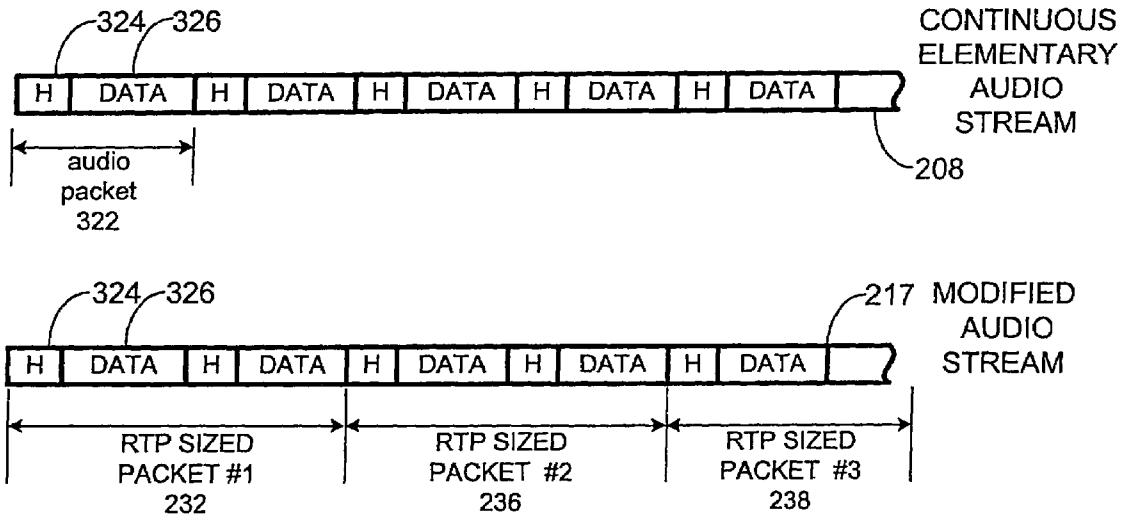 324 326
CONTINUOUS
ELEMENTARY
AUDIO
STREAM
H DATA H DATA H DATA H DATA H DATA
208
audio
packet
322
324 326
217
MODIFIED
AUDIO
STREAM
H DATA H DATA H DATA H DATA H DATA
RTP SIZED
PACKET #1
232
RTP SIZED
PACKET #2
236
RTP SIZED
PACKET #3
238